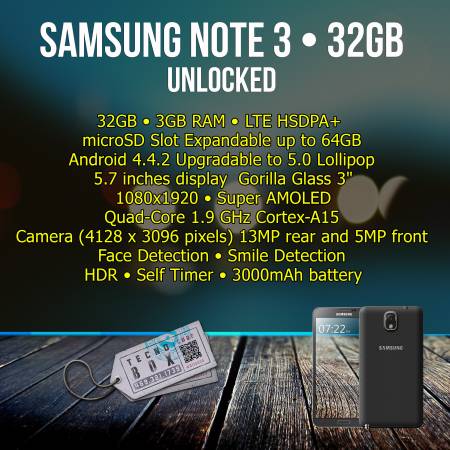 SAMSUNG NOTE 3 • 32GB
UNLOCKED
32GB • 3GB RAM • LTE HSDPA+
microSD Slot Expandable up to 64GB
Android 4.4.2 Upgradable to 5.0 Lollipop
5.7 inches display  Gorilla Glass 3"
1080x1920 • Super AMOLED
Quad-Core 1.9 GHz Cortex-A15
Camera (4128 x 3096 pixels) 13MP rear and 5MP front
Face Detection • Smile Detection
HDR • Self Timer • 3000mAh battery
SAMSUNG
07:22
SAMSUNG
TECNO
BOX